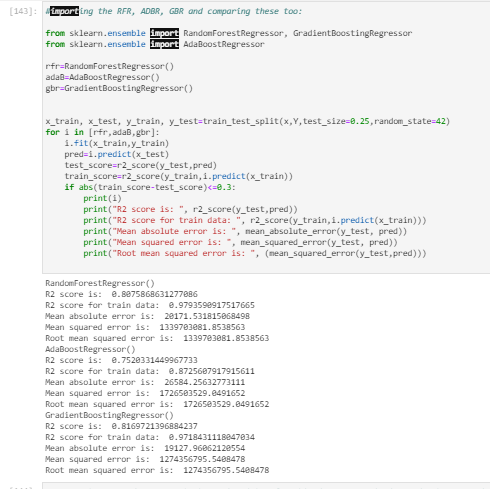 [143]: #importing the RFR, ADBR, GBR and comparing these too:
from sklearn.ensemble import RandomForestRegressor, GradientBoostingRegressor
from sklearn.ensemble import AdaBoostRegressor
rfr=RandomForestRegressor()
adaB=AdaBoostRegressor()
gbr=GradientBoostingRegressor()
x_train, x_test, y_train, y_test=train_test_split(x,Y,test_size=0.25,random_state=42)
for i in [rfr,adaB,gbr]:
    i.fit(x_train,y_train)
    pred=i.predict(x_test)
    test_score=r2_score(y_test,pred)
    train_score=r2_score(y_train,i.predict(x_train))
    if abs(train_score-test_score)<=0.3:
        print(i)
        print("R2 score is: ", r2_score(y_test,pred))
        print("R2 score for train data: ", r2_score(y_train,i.predict(x_train)))
        print("Mean absolute error is: ", mean_absolute_error(y_test, pred))
        print("Mean squared error is: ", mean_squared_error(y_test, pred))
        print("Root mean squared error is: ", (mean_squared_error(y_test,pred)))
RandomForestRegressor()
R2 score is:  0.8075868631277086
R2 score for train data:  0.9793590917517665
Mean absolute error is:  20171.531815068498
Mean squared error is:  1339703081.8538563
Root mean squared error is:  1339703081.8538563
AdaBoostRegressor()
R2 score is:  0.7520331449967733
R2 score for train data:  0.8725607917915611
Mean absolute error is:  26584.25632773111
Mean squared error is:  1726503529.0491652
Root mean squared error is:  1726503529.0491652
GradientBoostingRegressor()
R2 score is:  0.8169721396884237
R2 score for train data:  0.9718431118047034
Mean absolute error is:  19127.96062120554
Mean squared error is:  1274356795.5408478
Root mean squared error is:  1274356795.5408478